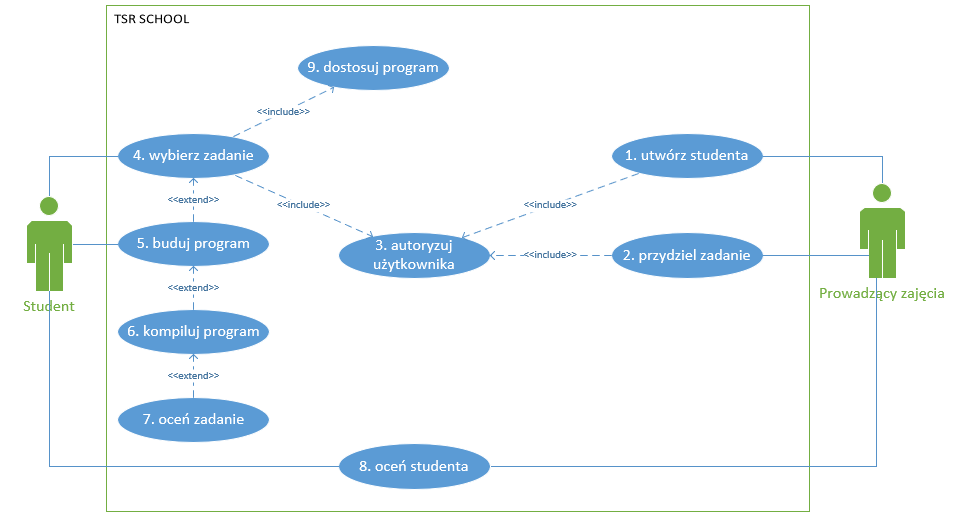 TSR SCHOOL
9. dostosuj program
<<include>>
4. wybierz zadanie
1. utwórz studenta
<<extend>>
<<include>>
<<include>>
5. buduj program
3. autoryzuj
użytkownika
<<include>>
2. przydziel zadanie
<<extend>>
Student
Prowadzący zajęcia
6. kompiluj program
<<extend>>
7. oceń zadanie
8. oceń studenta